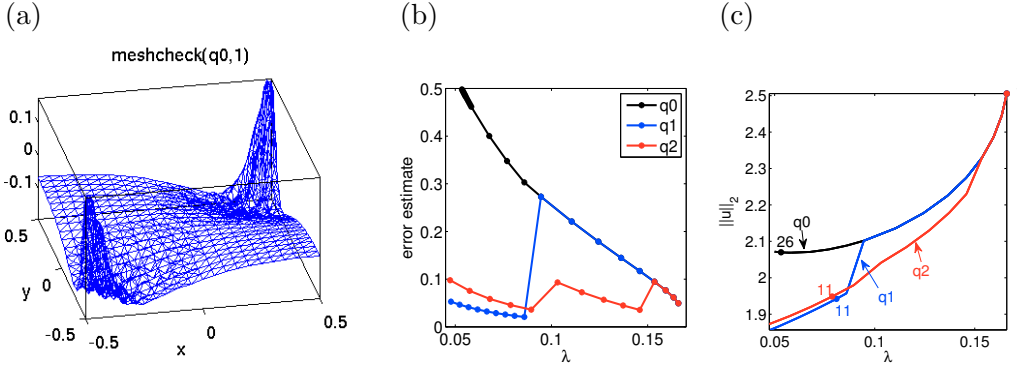 (a)
meshcheck(q0,1)
0.1
0
-0.1
0.5
y
0
-0.5
-0.5
0
0.5
x
(b)
error estimate
0.5
0.4
0.3
0.2
0.1
0
0.05
0.1
0.15
λ
q0
q1
q2
(c)
||u||2
2.5
2.4
2.3
2.2
2.1
2
1.9
0.05
0.1
0.15
λ
q0
26
q2
q1
11
11